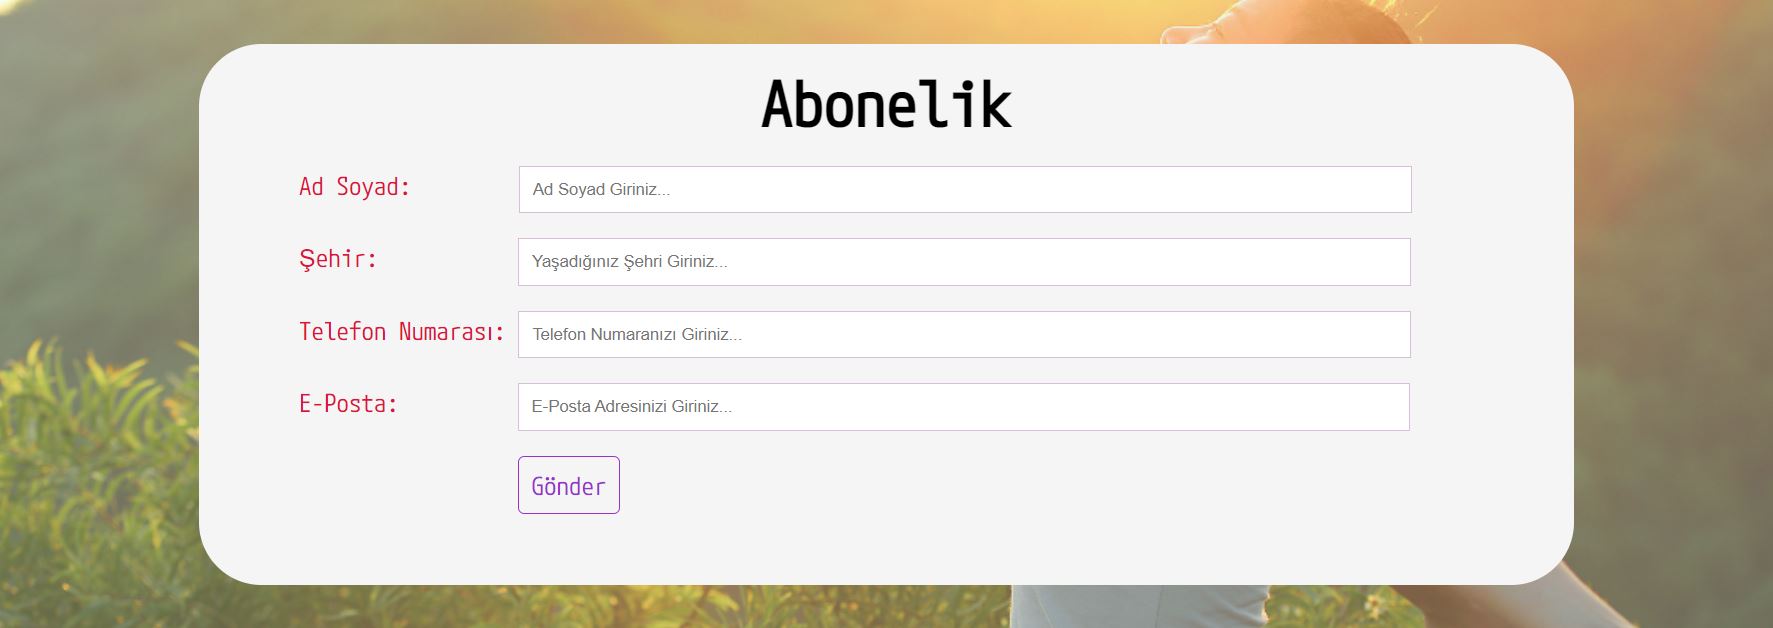 Abonelik
Ad Soyad: Ad Soyad Giriniz...
Şehir: Yaşadığınız Şehri Giriniz...
Telefon Numarası: Telefon Numaranızı Giriniz...
E-Posta: E-Posta Adresinizi Giriniz...
Gönder